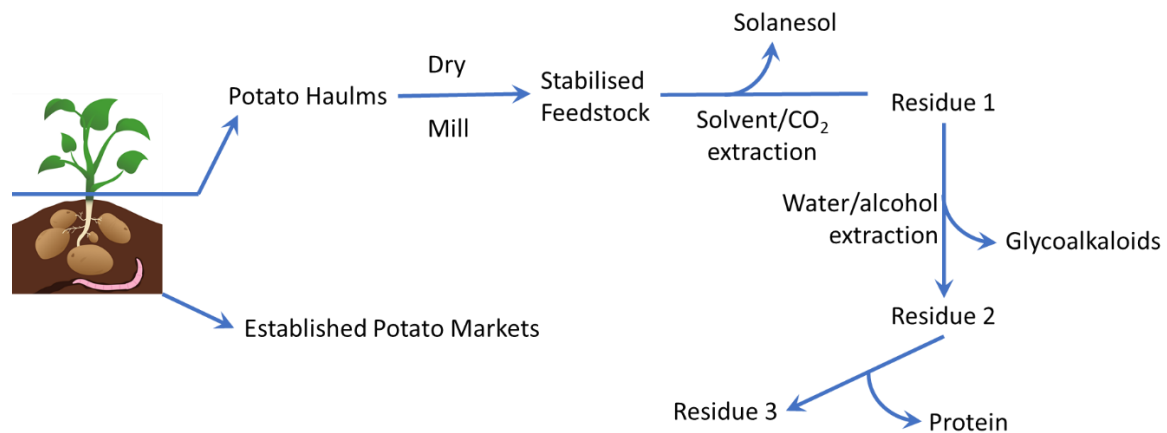 Solanesol
Dry
Potato Haulms
Mill
Stabilised
Feedstock
Solvent/CO₂
extraction
Residue 1
Water/alcohol
extraction
Glycoalkaloids
Established Potato Markets
Residue 2
Residue 3
Protein